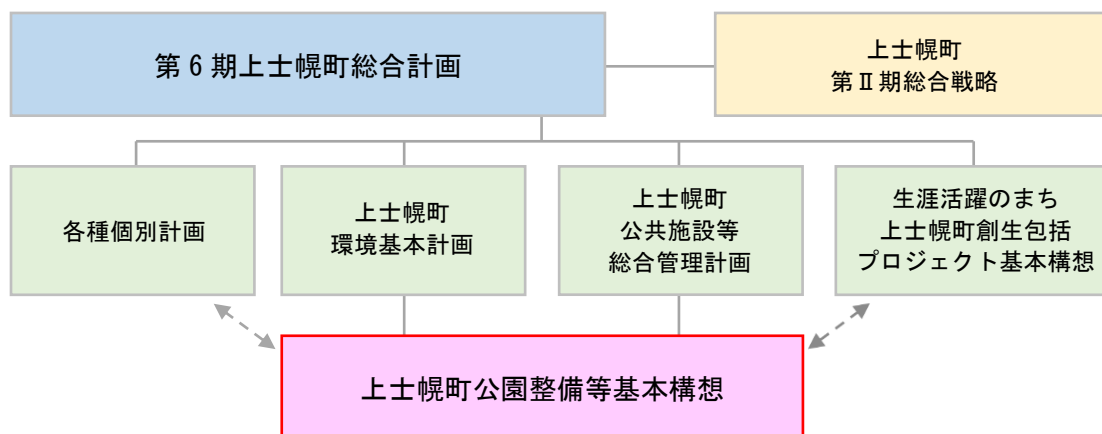 第6期上士幌町総合計画
上士幌町
第Ⅱ期総合戦略
各種個別計画
上士幌町
環境基本計画
上士幌町
公共施設等
総合管理計画
生涯活躍のまち
上士幌町創生包括
プロジェクト基本構想
上士幌町公園整備等基本構想